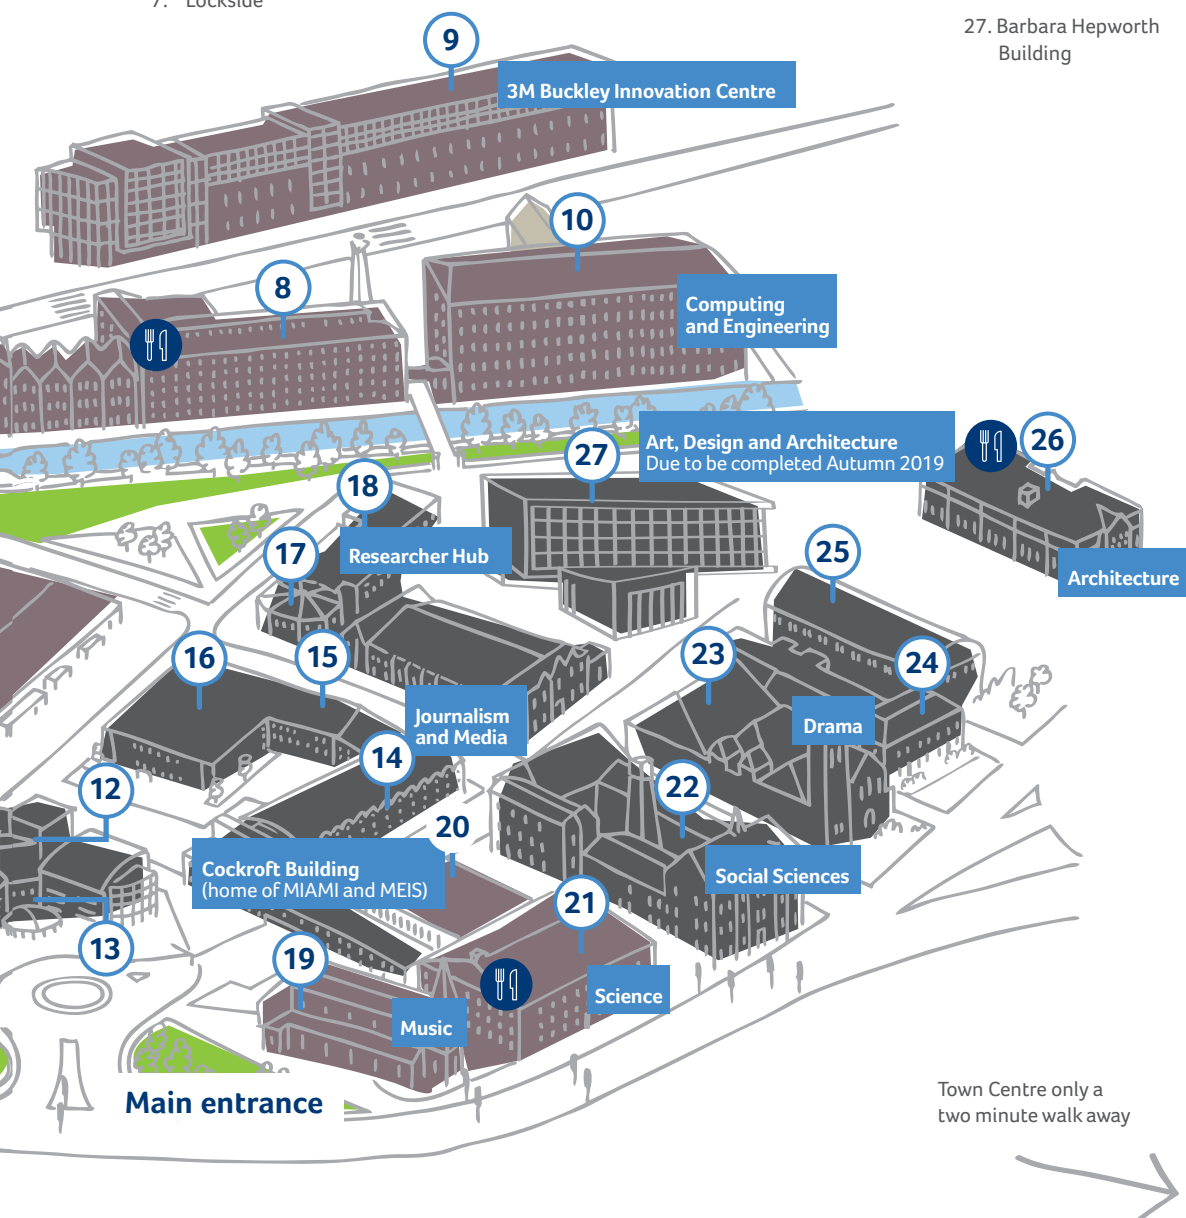 7. Lockside
27. Barbara Hepworth
Building
9
3M Buckley Innovation Centre
10
8
Computing
and Engineering
Art, Design and Architecture
Due to be completed Autumn 2019
26
27
18
17
Researcher Hub
25
Architecture
16
15
23
24
Journalism
and Media
Drama
14
12
22
20
Cockroft Building
(home of MIAMI and MEIS)
Social Sciences
21
13
19
Science
Music
Main entrance
Town Centre only a
two minute walk away